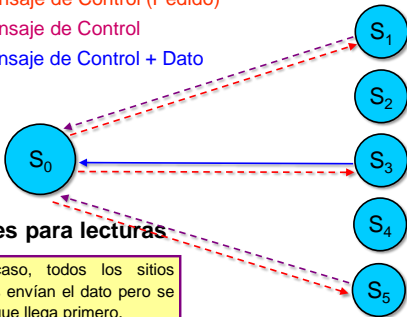 nsaje de Control (Pedido)
nsaje de Control
nsaje de Control + Dato
S1
S2
S0
S3
S4
S5
es para lecturas
caso, todos los sitios
s envían el dato pero se
que llega primero.